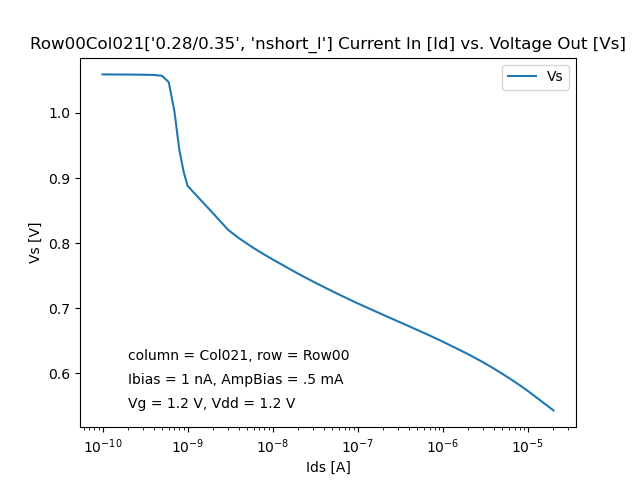 Row00Col021['0.28/0.35', 'nshort_l'] Current In [Id] vs. Voltage Out [Vs]
Vs
1.0
0.9
0.8
0.7
0.6
Vs [V]
column = Col021, row = Row00
Ibias = 1 nA, AmpBias = .5 mA
Vg = 1.2 V, Vdd = 1.2 V
10⁻¹⁰ 10⁻⁹ 10⁻⁸ 10⁻⁷ 10⁻⁶ 10⁻⁵
Ids [A]